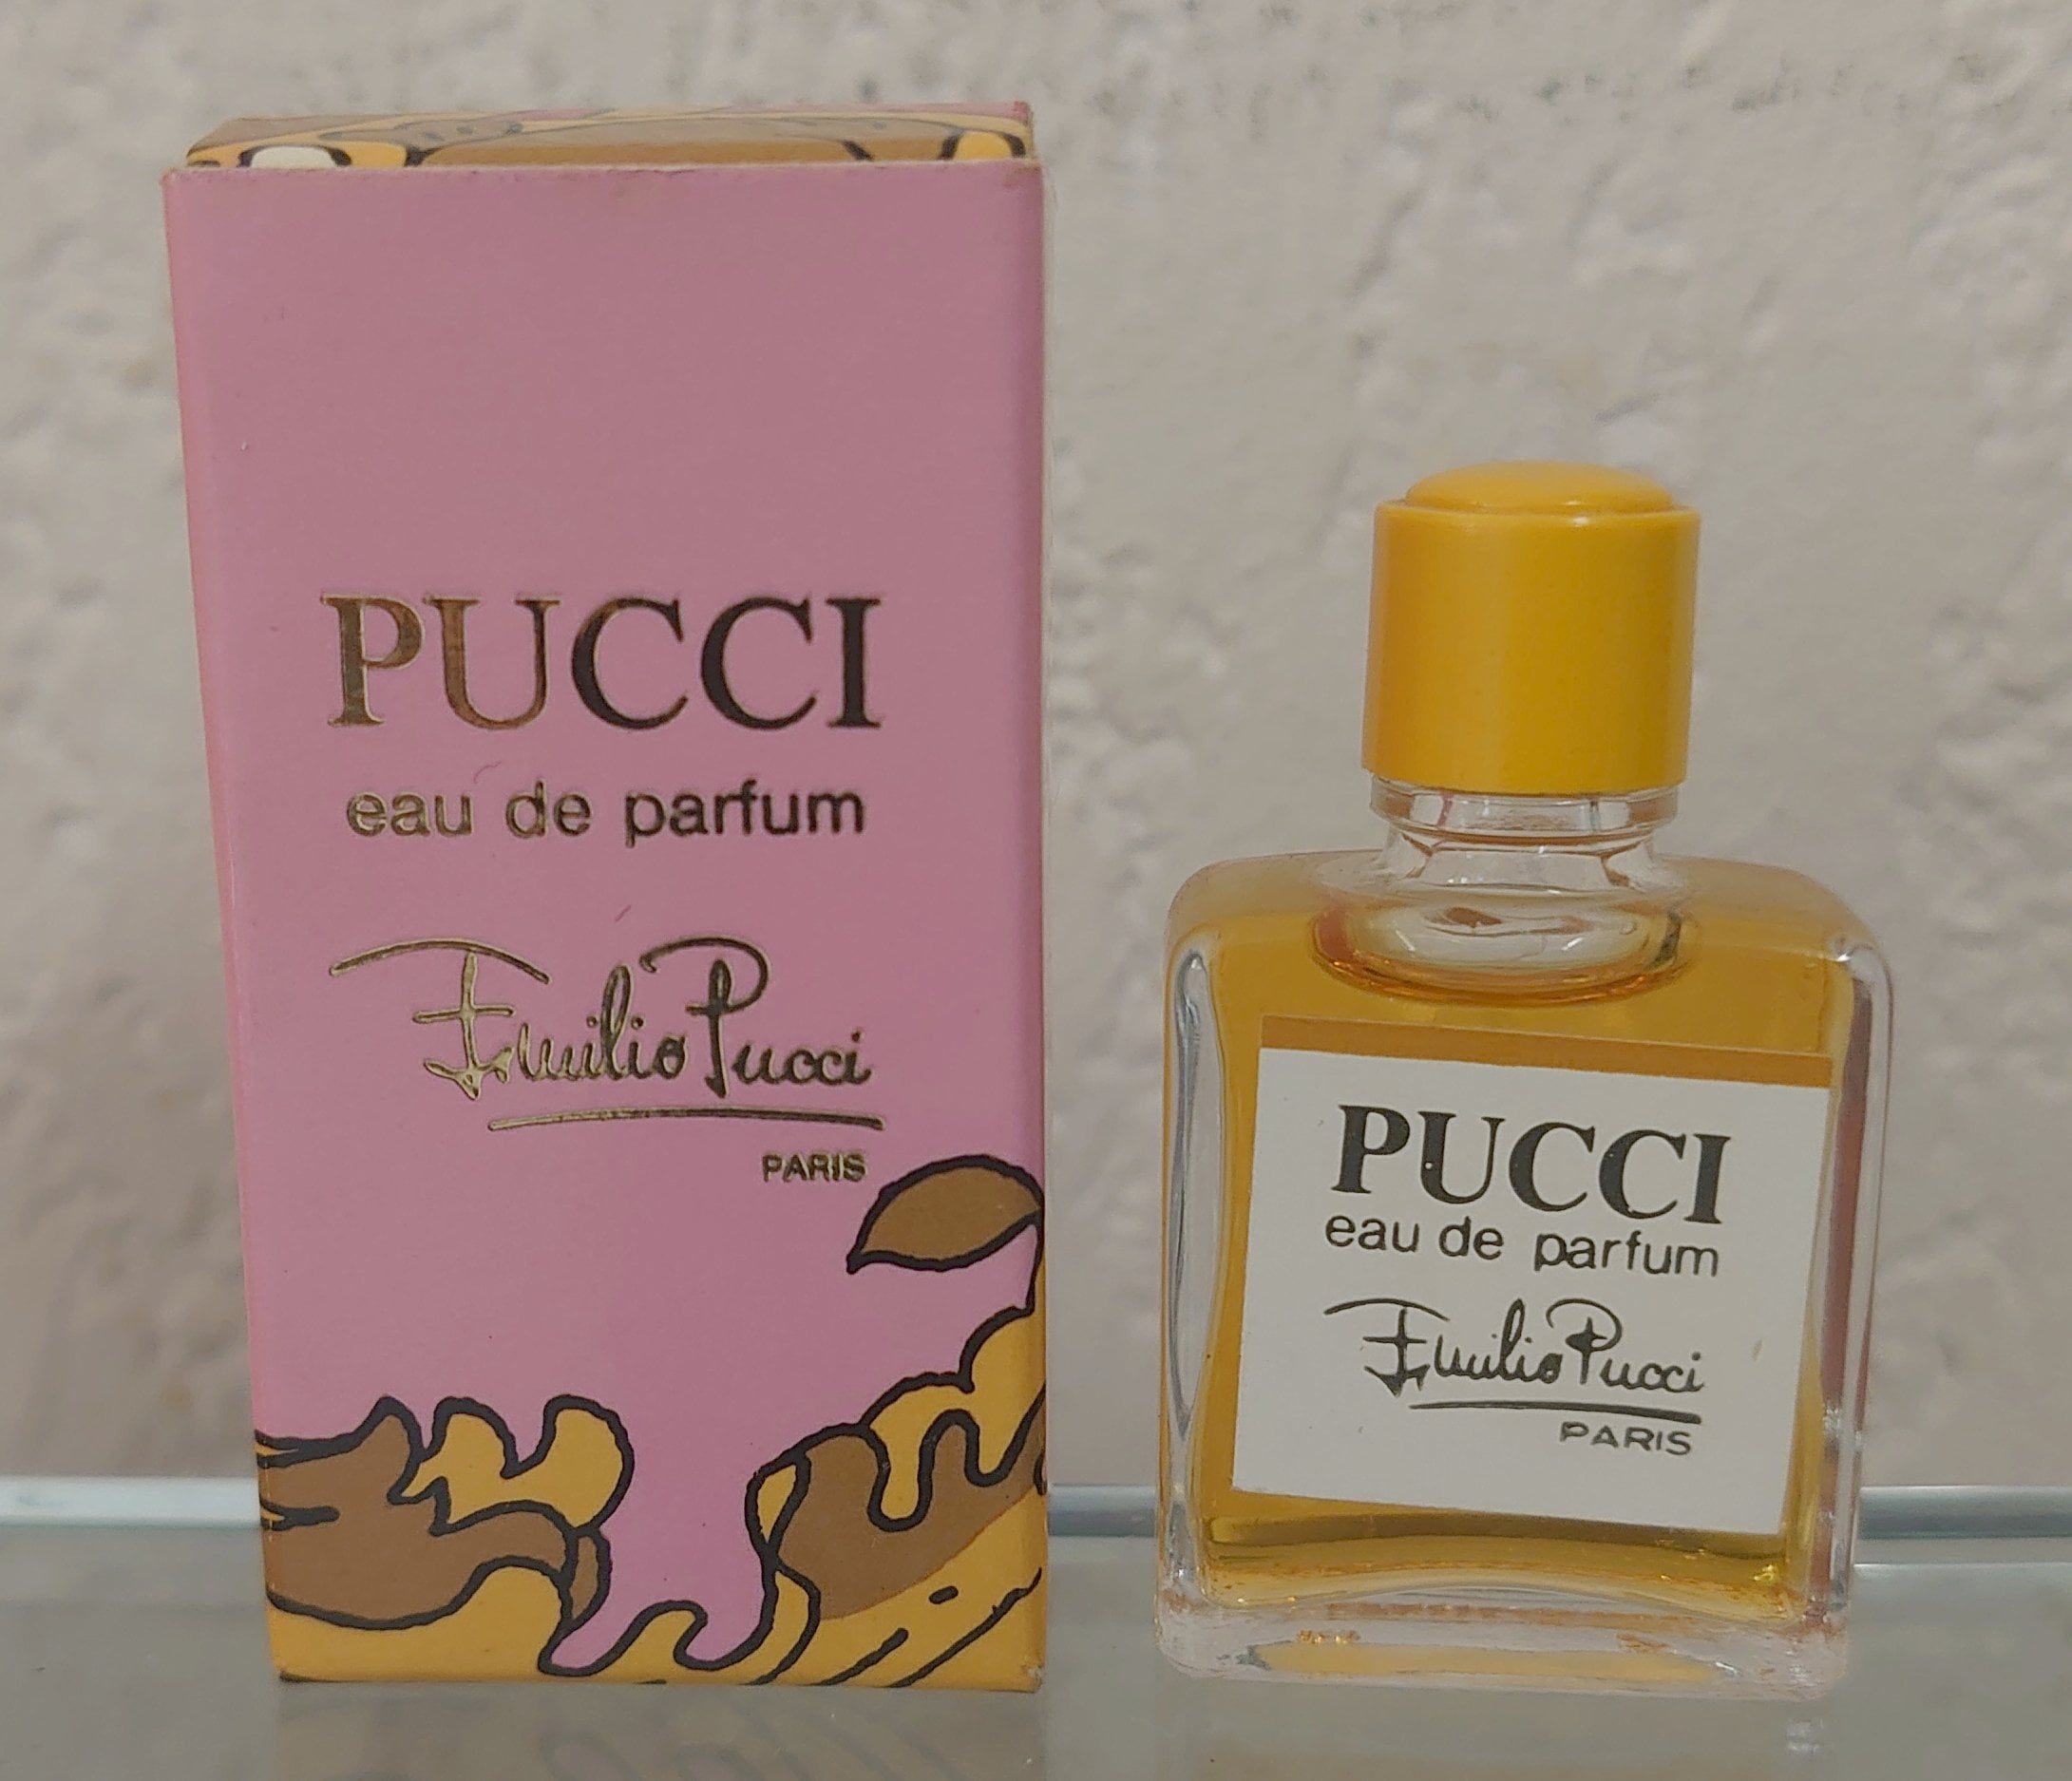 PUCCI
eau de parfum
Emilio Pucci
PARIS
PUCCI
eau de parfum
Emilio Pucci
PARIS